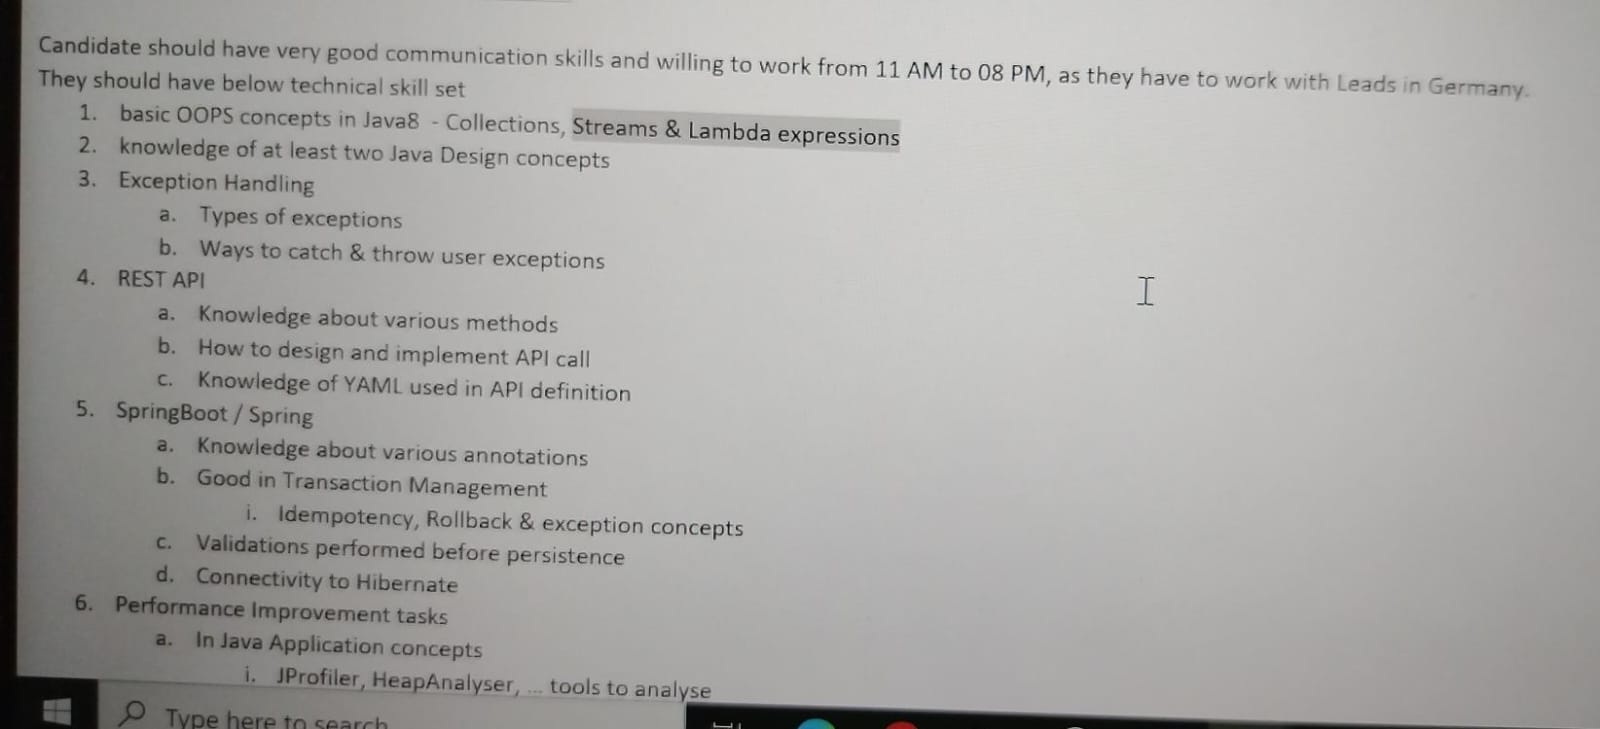 Candidate should have very good communication skills and willing to work from 11 AM to 08 PM, as they have to work with Leads in Germany.
They should have below technical skill set
1. basic OOPS concepts in Java8 - Collections, Streams & Lambda expressions
2. knowledge of at least two Java Design concepts
3. Exception Handling
a. Types of exceptions
b. Ways to catch & throw user exceptions
4. REST API
a. Knowledge about various methods
b. How to design and implement API call
c. Knowledge of YAML used in API definition
5. SpringBoot / Spring
a. Knowledge about various annotations
b. Good in Transaction Management
i. Idempotency, Rollback & exception concepts
c. Validations performed before persistence
d. Connectivity to Hibernate
6. Performance Improvement tasks
a. In Java Application concepts
i. JProfiler, HeapAnalyser, ... tools to analyse
Type here to search